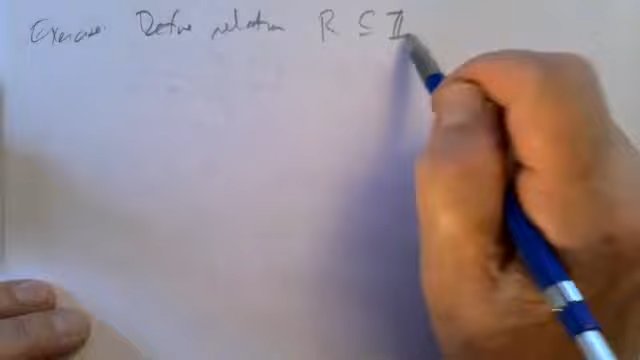 Exercise: Define relation R ⊆ ℤ